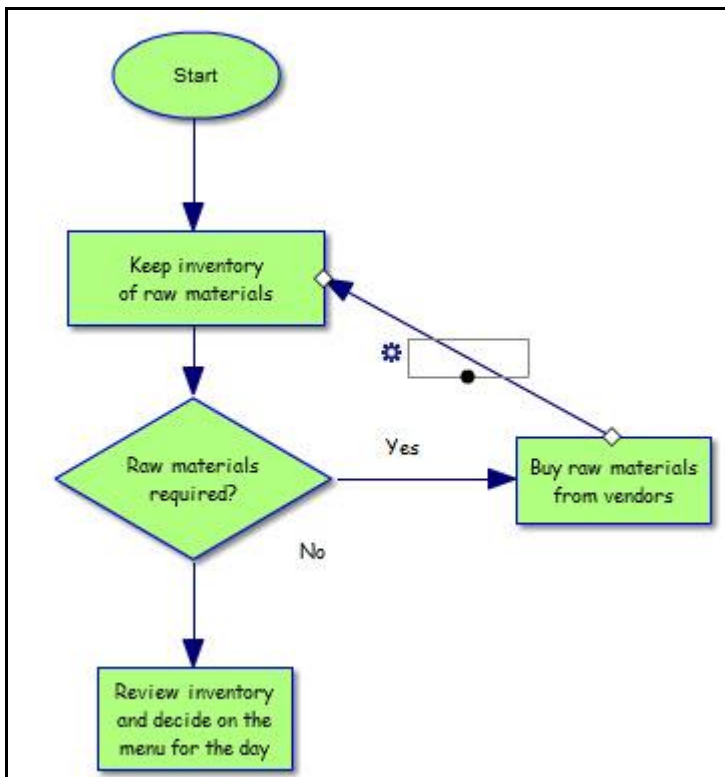 Start
Keep inventory
of raw materials
Raw materials
required?
Yes
Buy raw materials
from vendors
No
Review inventory
and decide on the
menu for the day